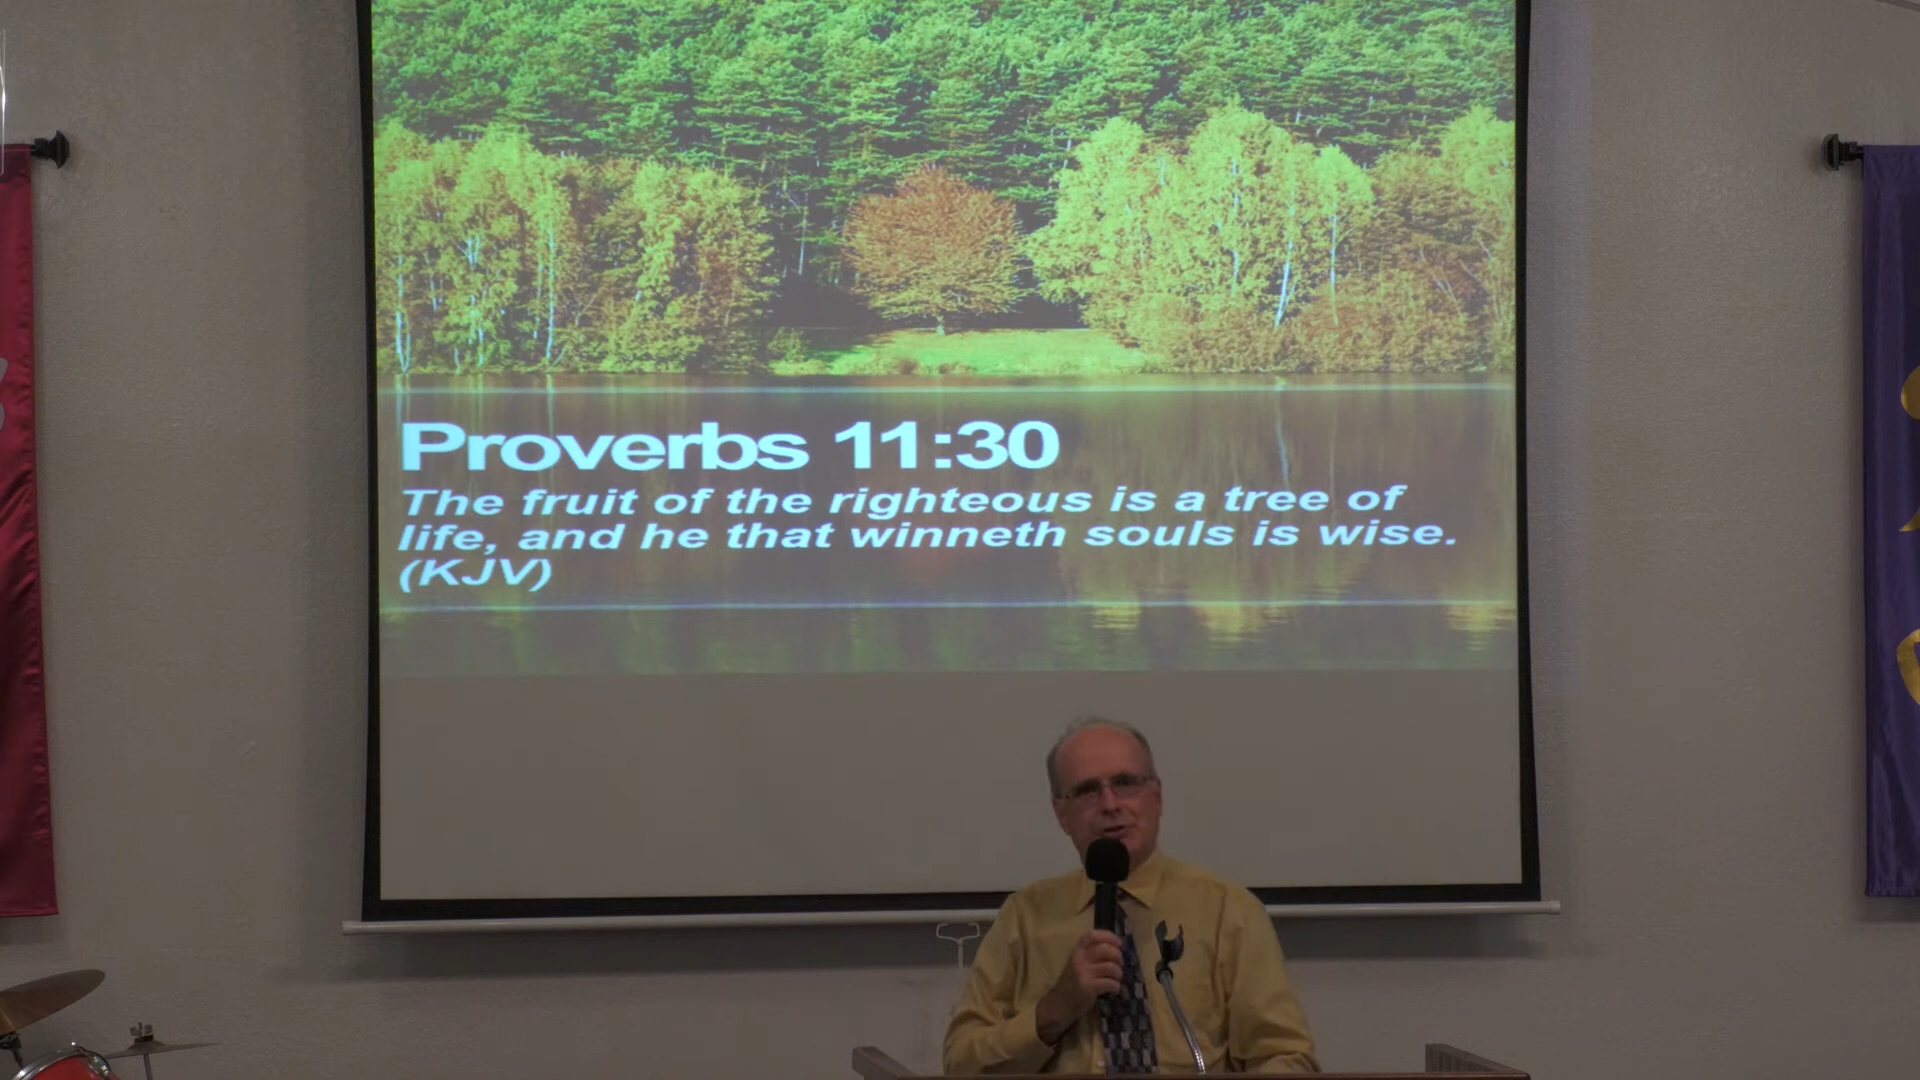 Proverbs 11:30
The fruit of the righteous is a tree of
life, and he that winneth souls is wise.
(KJV)